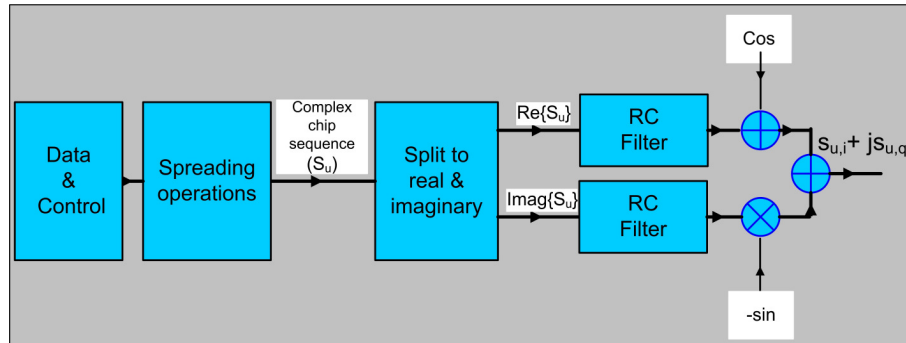 Data
&
Control
Spreading
operations
Complex
chip
sequence
(Su)
Split to
real &
imaginary
Re{Su}
RC
Filter
Imag{Su}
RC
Filter
Cos
-sin
su,i+ jsu,q